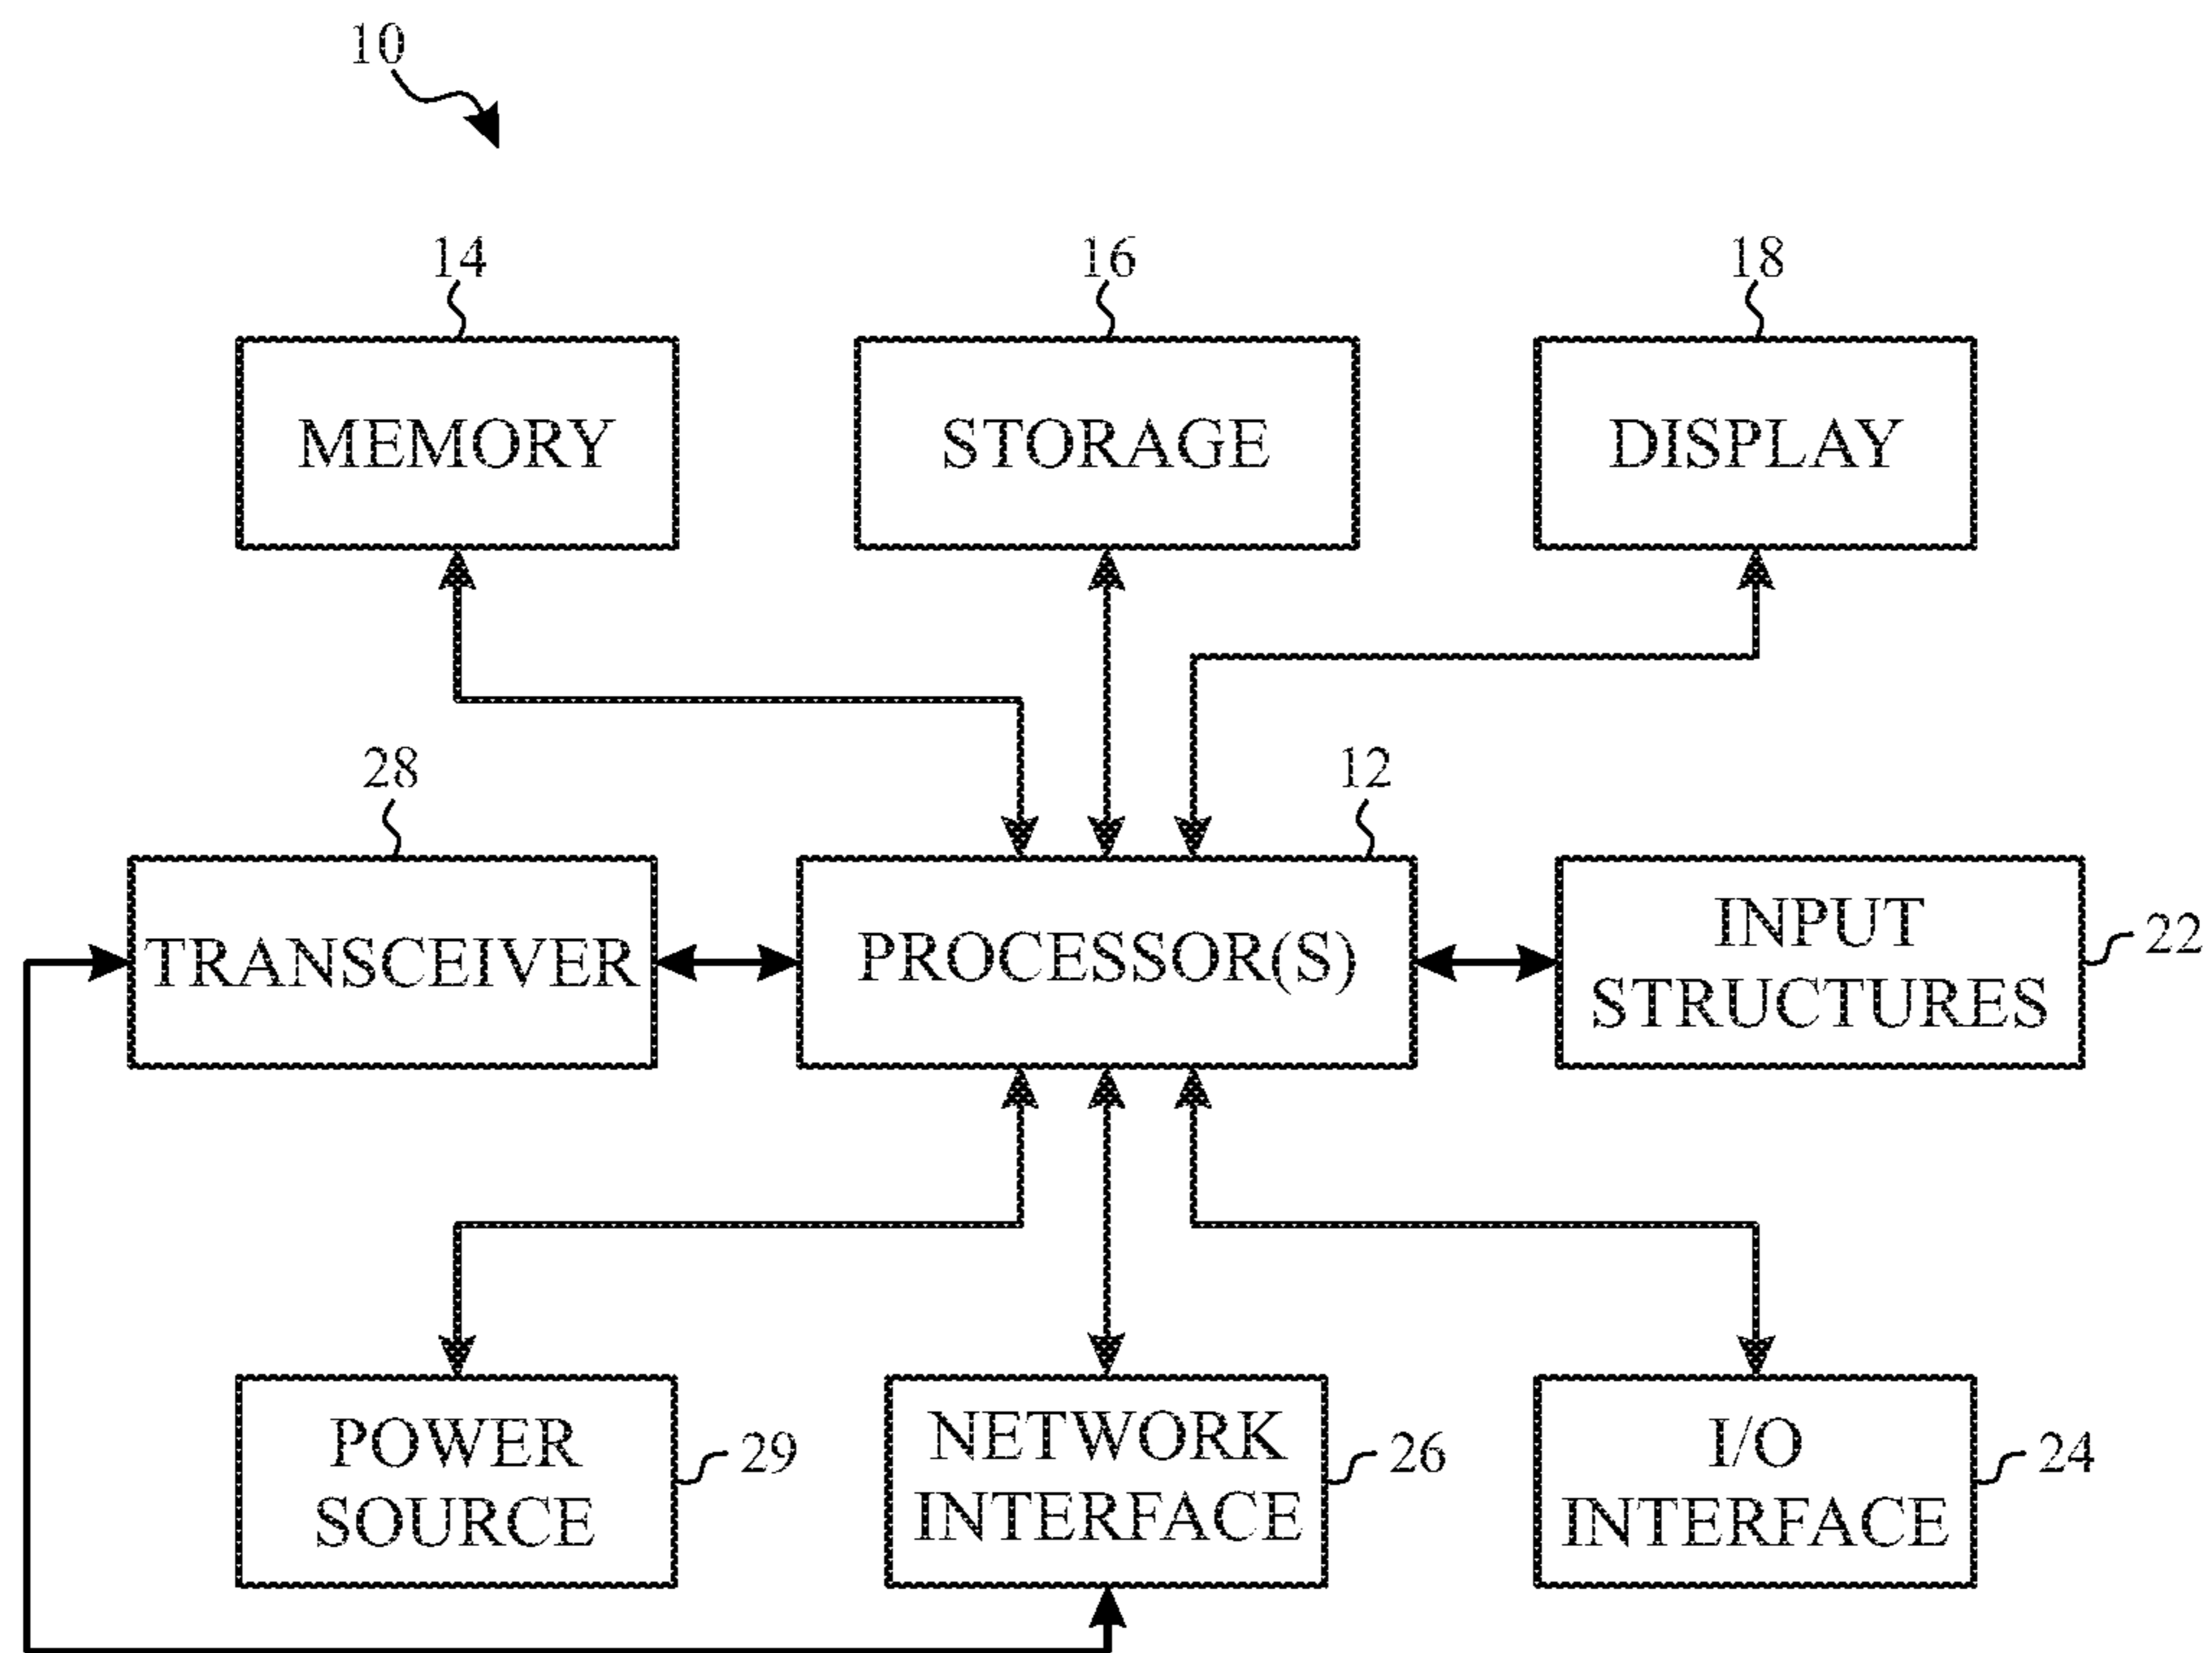 10
14
16
18
MEMORY
STORAGE
DISPLAY
28
12
TRANSCEIVER
PROCESSOR(S)
INPUT
STRUCTURES
22
POWER
SOURCE
29
NETWORK
INTERFACE
26
I/O
INTERFACE
24